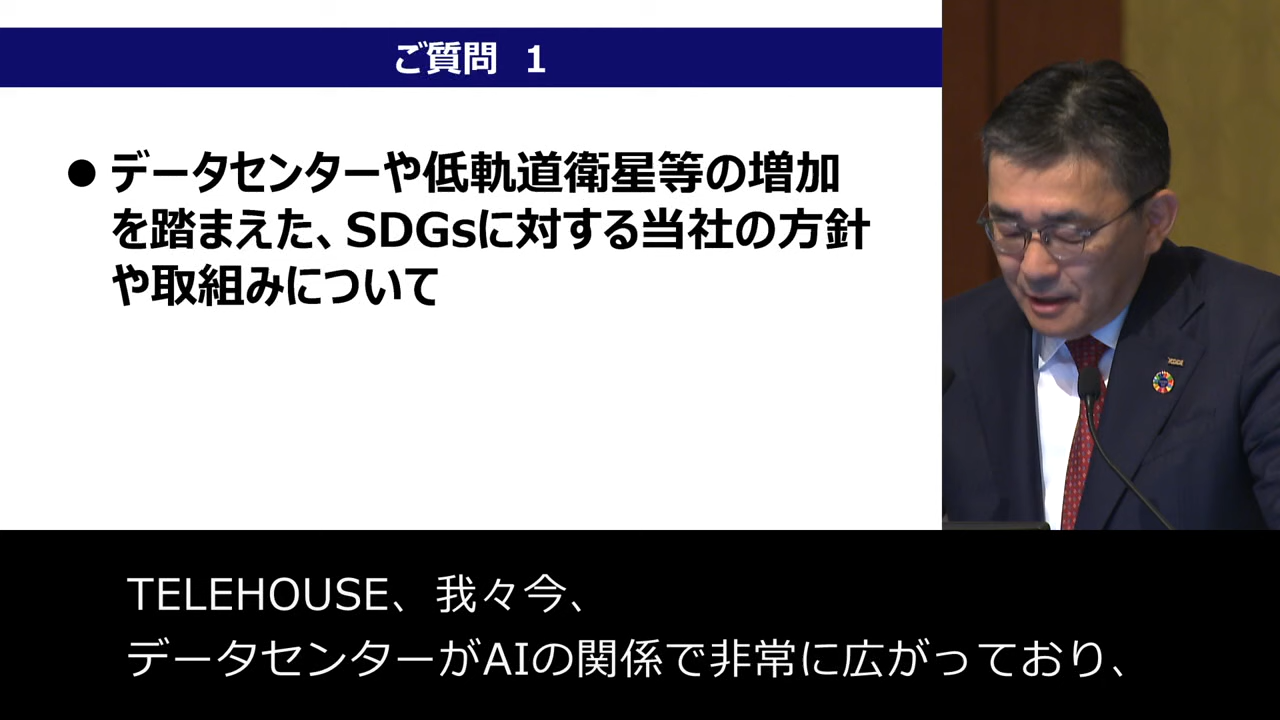 ご質問 1
● データセンターや低軌道衛星等の増加
を踏まえた、SDGsに対する当社の方針
や取組みについて
TELEHOUSE、我々今、
データセンターがAIの関係で非常に広がっており、